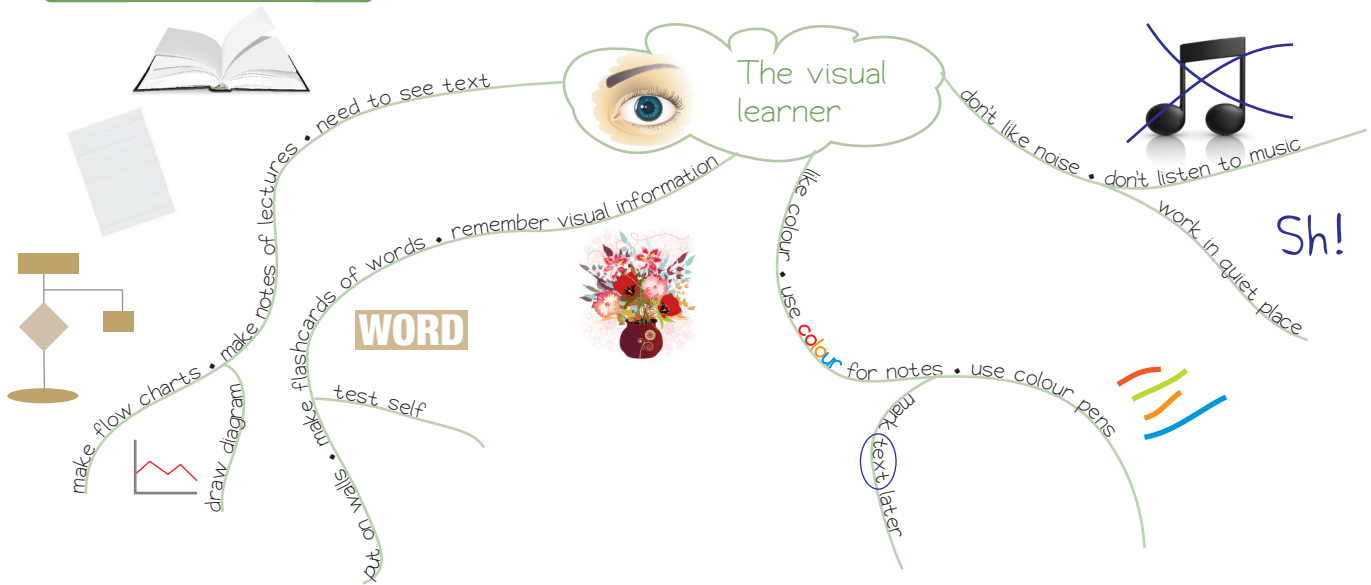 The visual
learner
need to see text
make notes of lectures
make flow charts
draw diagram
remember visual information
make flashcards of words
WORD
test self
put on walls
like colour
use colour for notes
use colour pens
mark text later
don't like noise
don't listen to music
work in quiet place
Sh!